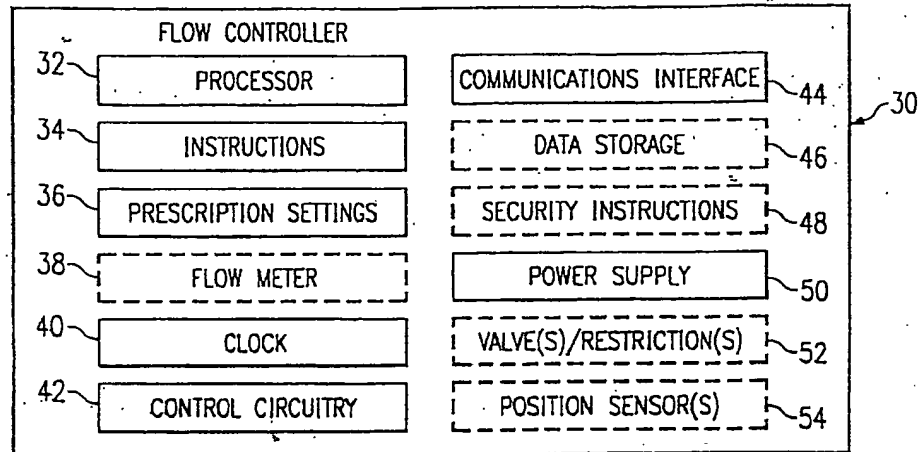 FLOW CONTROLLER
32
PROCESSOR
34
INSTRUCTIONS
36
PRESCRIPTION SETTINGS
38
FLOW METER
40
CLOCK
42
CONTROL CIRCUITRY
COMMUNICATIONS INTERFACE
44
30
DATA STORAGE
46
SECURITY INSTRUCTIONS
48
POWER SUPPLY
50
VALVE(S)/RESTRICTION(S)
52
POSITION SENSOR(S)
54